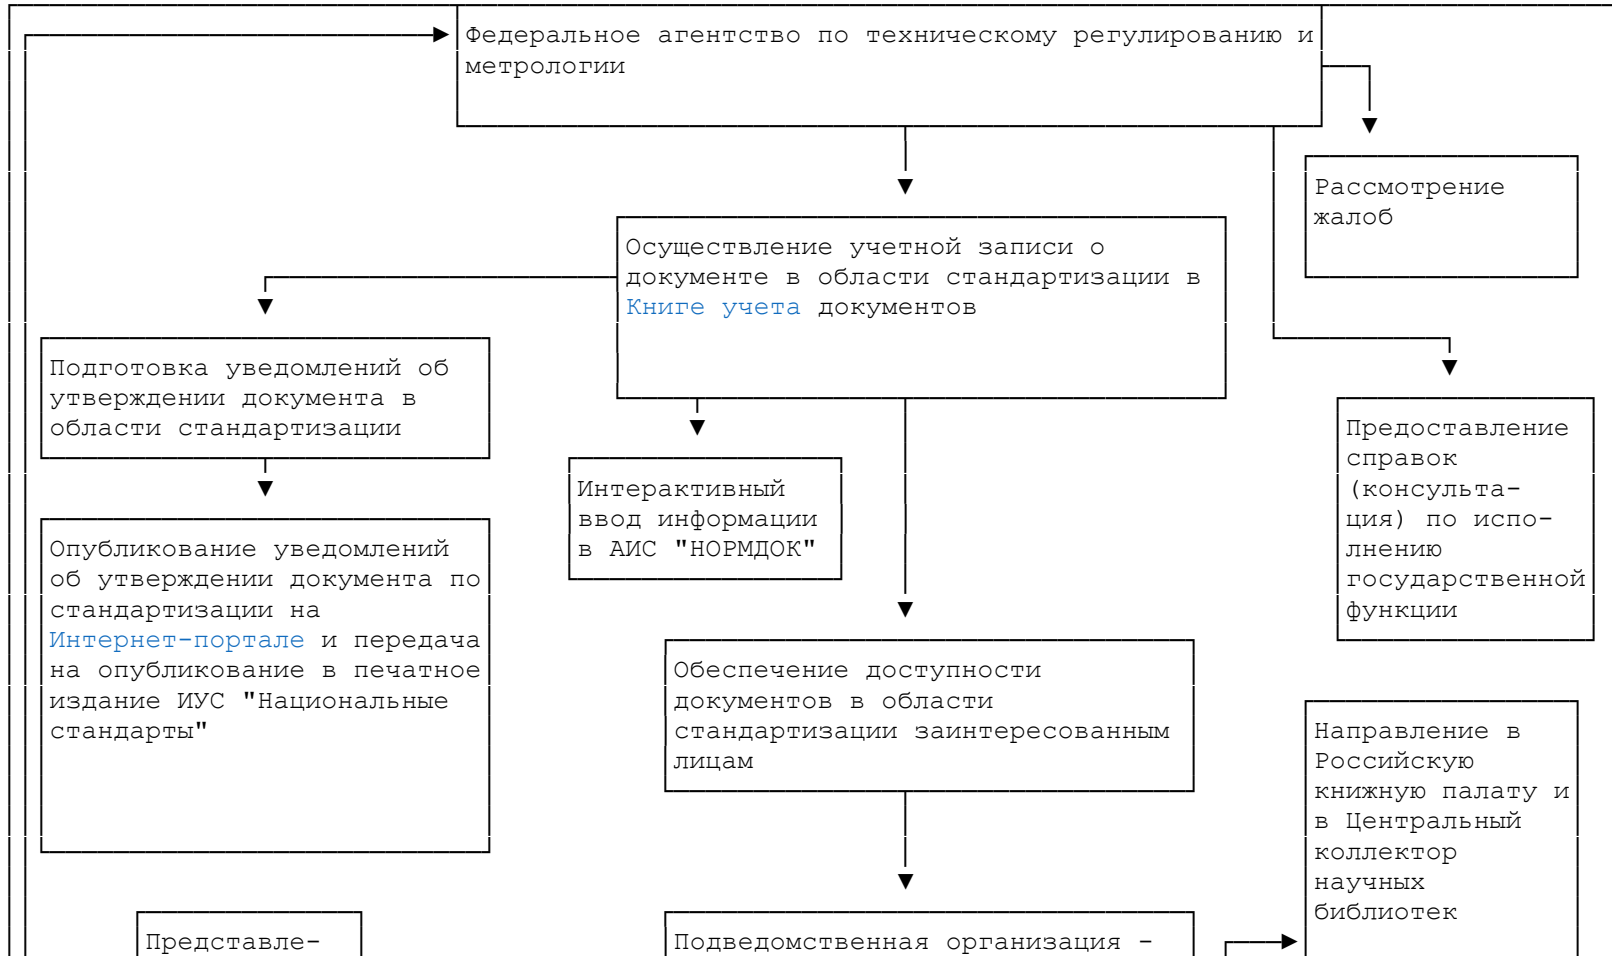 Федеральное агентство по техническому регулированию и
метрологии
Рассмотрение
жалоб
Осуществление учетной записи о
документе в области стандартизации в
Книге учета документов
Подготовка уведомлений об
утверждении документа в
области стандартизации
Предоставление
справок
(консульта-
ция) по испо-
лнению
государственной
функции
Интерактивный
ввод информации
в АИС "НОРМДОК"
Опубликование уведомлений
об утверждении документа по
стандартизации на
Интернет-портале и передача
на опубликование в печатное
издание ИУС "Национальные
стандарты"
Обеспечение доступности
документов в области
стандартизации заинтересованным
лицам
Направление в
Российскую
книжную палату и
в Центральный
коллектор
научных
библиотек
Представле-
Подведомственная организация -